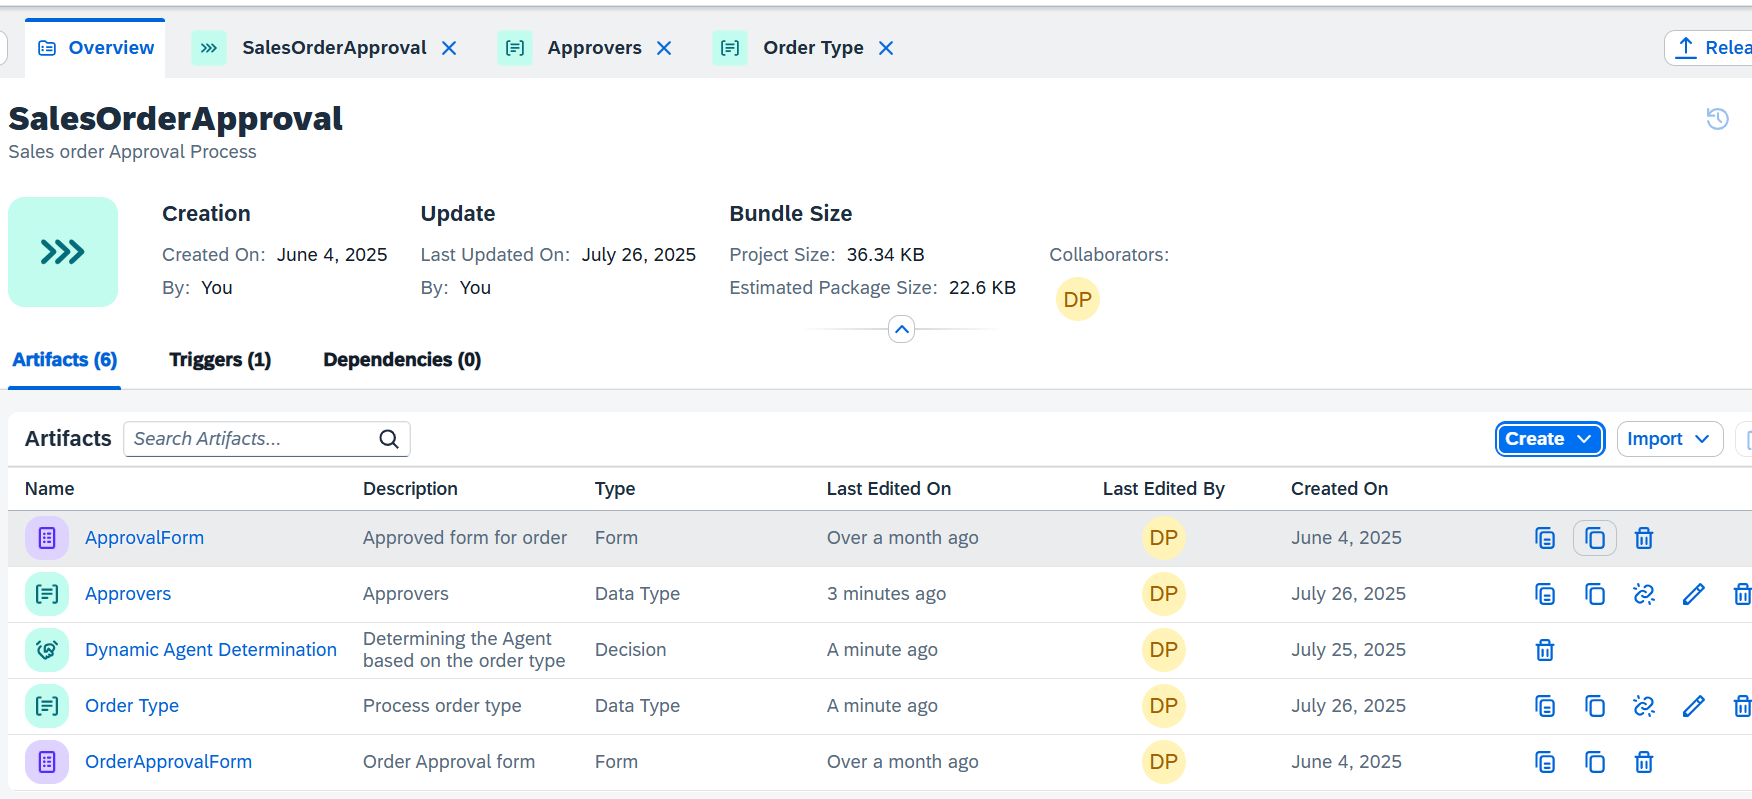 Overview SalesOrderApproval Approvers Order Type Relea
SalesOrderApproval
Sales order Approval Process
Creation Update Bundle Size
Created On: June 4, 2025 Last Updated On: July 26, 2025 Project Size: 36.34 KB Collaborators:
By: You By: You Estimated Package Size: 22.6 KB DP
Artifacts (6) Triggers (1) Dependencies (0)
Artifacts Search Artifacts... Create Import
Name Description Type Last Edited On Last Edited By Created On
ApprovalForm Approved form for order Form Over a month ago DP June 4, 2025
Approvers Approvers Data Type 3 minutes ago DP July 26, 2025
Dynamic Agent Determination Determining the Agent
based on the order type Decision A minute ago DP July 25, 2025
Order Type Process order type Data Type A minute ago DP July 26, 2025
OrderApprovalForm Order Approval form Form Over a month ago DP June 4, 2025